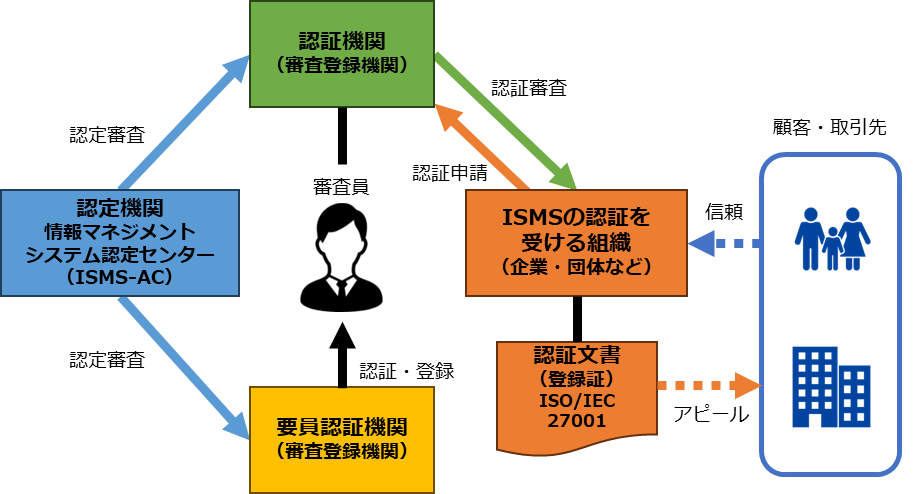 認証機関
（審査登録機関）
認証審査
認定審査
認証申請
顧客・取引先
審査員
認定機関
情報マネジメント
システム認定センター
（ISMS-AC）
ISMSの認証を
受ける組織
（企業・団体など）
信頼
認定審査
認証・登録
認証文書
（登録証）
ISO/IEC
27001
アピール
要員認証機関
（審査登録機関）